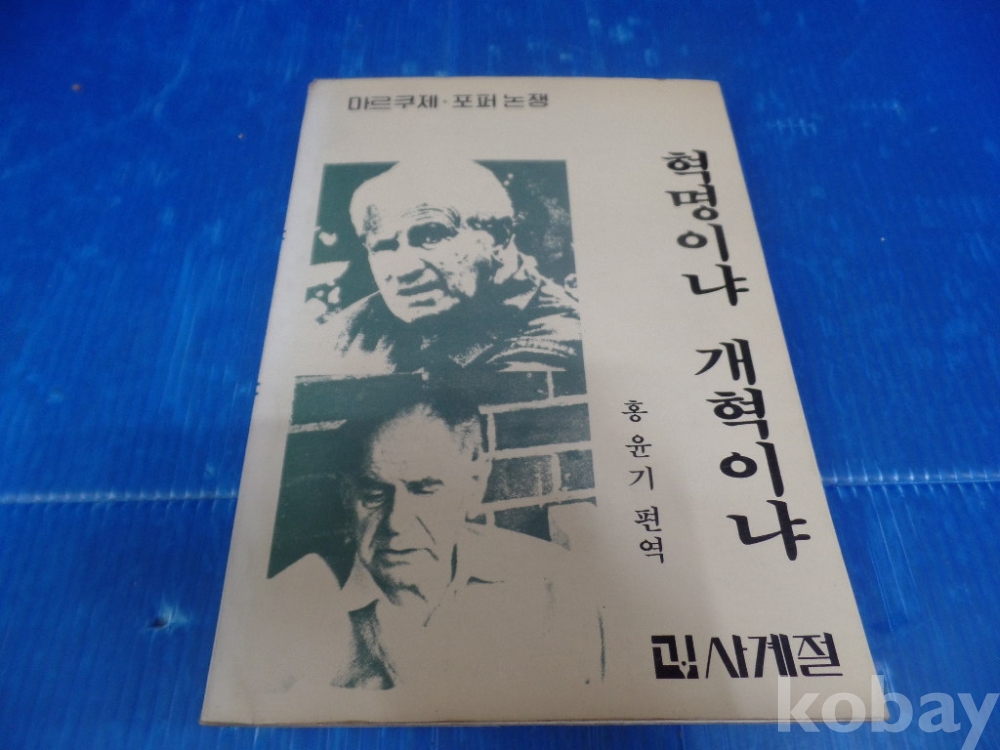 마르쿠제·포퍼 논쟁
혁명이냐 개혁이냐
홍윤기 편역
사계절
kobay